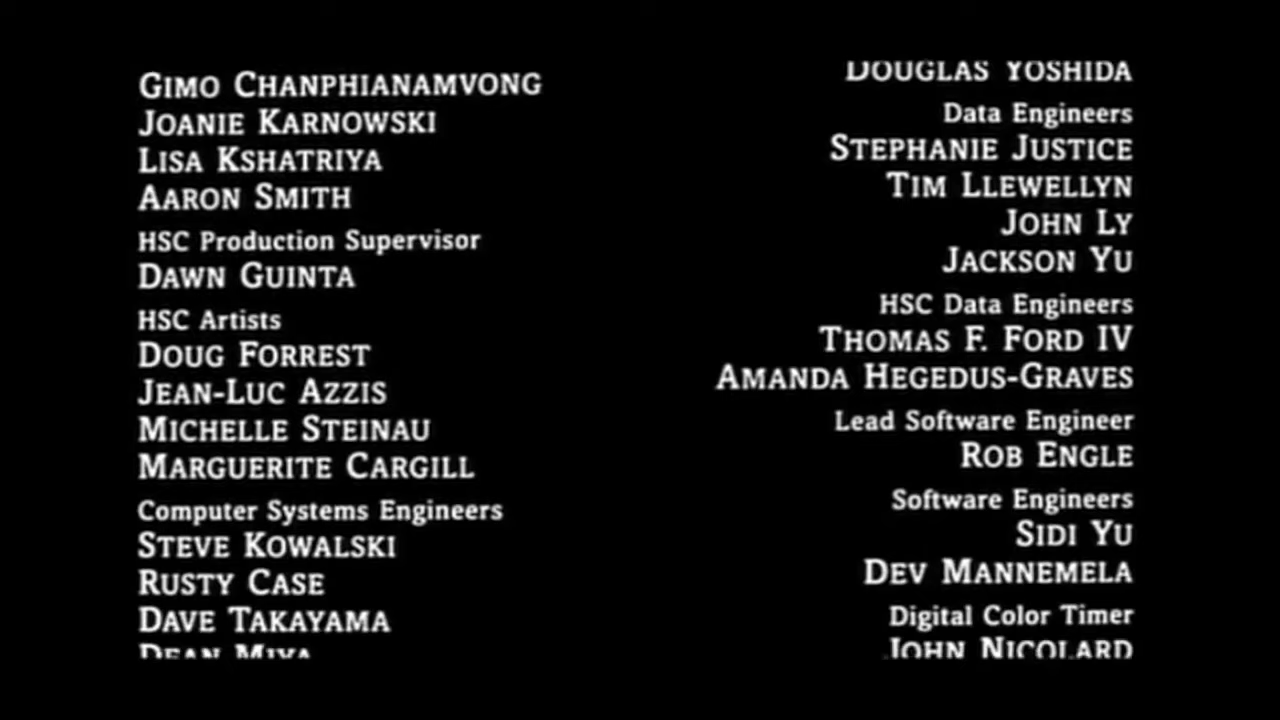 GIMO CHANPHIANAMVONG
JOANIE KARNOWSKI
LISA KSHATRIYA
AARON SMITH
HSC Production Supervisor
DAWN GUINTA
HSC Artists
DOUG FORREST
JEAN-LUC AZZIS
MICHELLE STEINAU
MARGUERITE CARGILL
Computer Systems Engineers
STEVE KOWALSKI
RUSTY CASE
DAVE TAKAYAMA
DEAN MIYA
DOUGLAS YOSHIDA
Data Engineers
STEPHANIE JUSTICE
TIM LLEWELLYN
JOHN LY
JACKSON YU
HSC Data Engineers
THOMAS F. FORD IV
AMANDA HEGEDUS-GRAVES
Lead Software Engineer
ROB ENGLE
Software Engineers
SIDI YU
DEV MANNEMELA
Digital Color Timer
JOHN NICOLARD